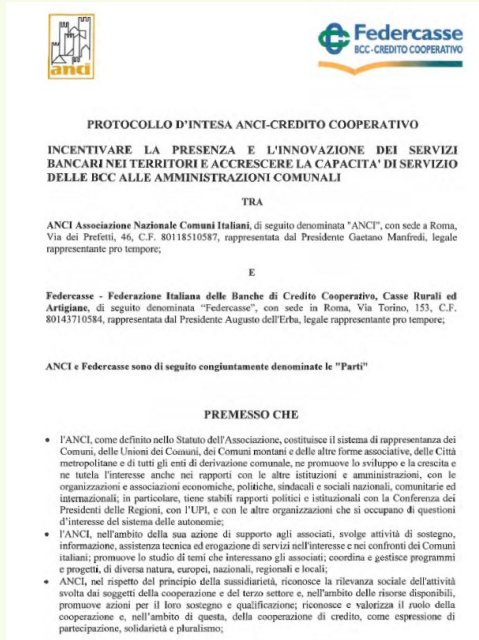 anci
Federcasse
BCC-CREDITO COOPERATIVO
PROTOCOLLO D'INTESA ANCI-CREDITO COOPERATIVO
INCENTIVARE LA PRESENZA E L'INNOVAZIONE DEI SERVIZI
BANCARI NEI TERRITORI E ACCRESCERE LA CAPACITA' DI SERVIZIO
DELLE BCC ALLE AMMINISTRAZIONI COMUNALI
TRA
ANCI Associazione Nazionale Comuni Italiani, di seguito denominata "ANCI", con sede a Roma,
Via dei Prefetti, 46, C.F. 80118510587, rappresentata dal Presidente Gaetano Manfredi, legale
rappresentante pro tempore;
E
Federcasse - Federazione Italiana delle Banche di Credito Cooperativo, Casse Rurali ed
Artigiane, di seguito denominata "Federcasse", con sede in Roma, Via Torino, 153, C.F.
80143710584, rappresentata dal Presidente Augusto dell'Erba, legale rappresentante pro tempore;
ANCI e Federcasse sono di seguito congiuntamente denominate le "Parti"
PREMESSO CHE
• l'ANCI, come definito nello Statuto dell'Associazione, costituisce il sistema di rappresentanza dei
Comuni, delle Unioni dei Comuni, dei Comuni montani e delle altre forme associative, delle Città
metropolitane e di tutti gli enti di derivazione comunale, ne promuove lo sviluppo e la crescita e
ne tutela l'interesse anche nei rapporti con le altre istituzioni e amministrazioni, con le
organizzazioni e associazioni economiche, politiche, sindacali e sociali nazionali, comunitarie ed
internazionali; in particolare, tiene stabili rapporti politici e istituzionali con la Conferenza dei
Presidenti delle Regioni, con l'UPI, e con le altre organizzazioni che si occupano di questioni
d'interesse del sistema delle autonomie;
• l'ANCI, nell'ambito della sua azione di supporto agli associati, svolge attività di sostegno,
informazione, assistenza tecnica ed erogazione di servizi nell'interesse e nei confronti dei Comuni
italiani; promuove lo studio di temi che interessano gli associati; coordina e gestisce programmi
e progetti, di diversa natura, europei, nazionali, regionali e locali;
• ANCI, nel rispetto del principio della sussidiarietà, riconosce la rilevanza sociale dell'attività
svolta dai soggetti della cooperazione e del terzo settore e, nell'ambito delle risorse disponibili,
promuove azioni per il loro sostegno e qualificazione; riconosce e valorizza il ruolo della
cooperazione e, nell'ambito di questa, della cooperazione di credito, come espressione di
partecipazione, solidarietà e pluralismo;